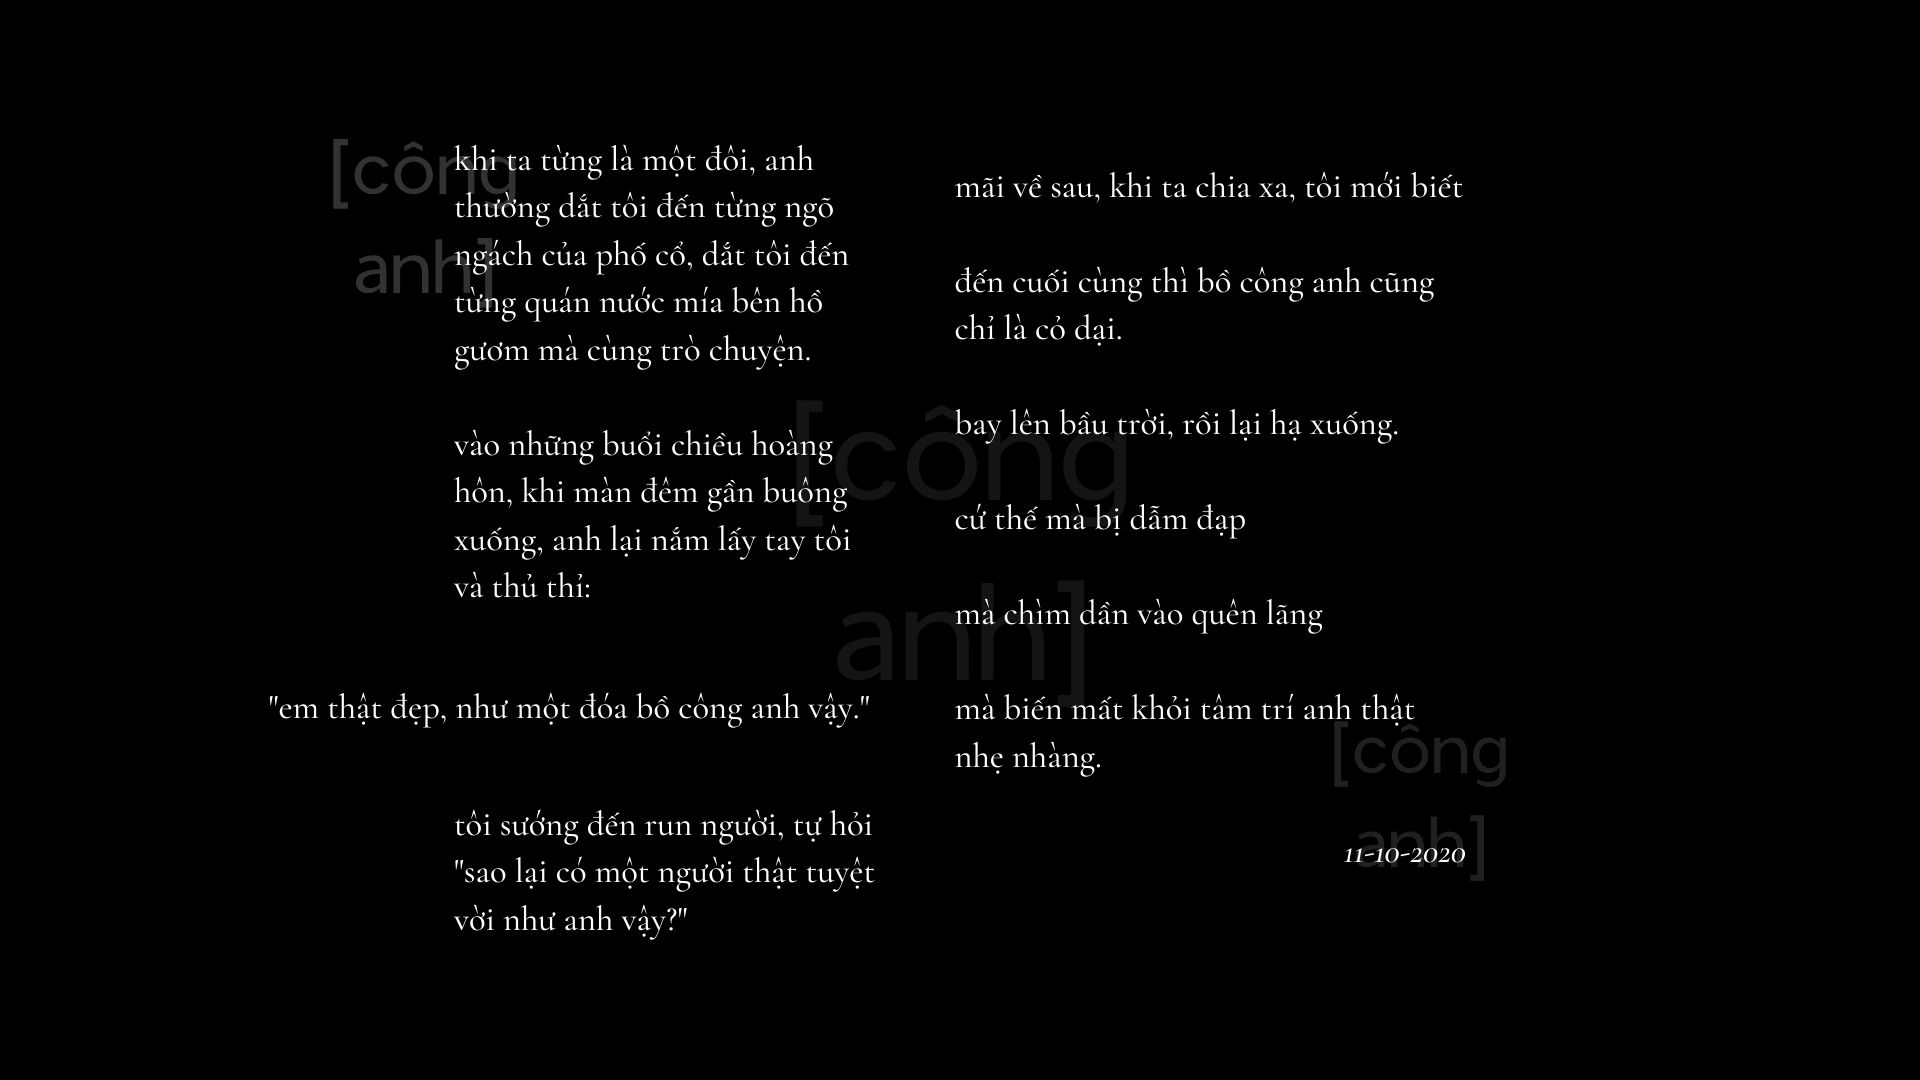 [công
anh]
khi ta từng là một đôi, anh
thường dắt tôi đến từng ngõ
ngách của phố cổ, dắt tôi đến
từng quán nước mía bên hồ
gươm mà cùng trò chuyện.
vào những buổi chiều hoàng
hôn, khi màn đêm gần buông
xuống, anh lại nắm lấy tay tôi
và thủ thỉ:
"em thật đẹp, như một đóa bồ công anh vậy."
tôi sướng đến run người, tự hỏi
"sao lại có một người thật tuyệt
vời như anh vậy?"
[công
anh]
mãi về sau, khi ta chia xa, tôi mới biết
đến cuối cùng thì bồ công anh cũng
chỉ là cỏ dại.
bay lên bầu trời, rồi lại hạ xuống.
cứ thế mà bị dẫm đạp
mà chìm dần vào quên lãng
mà biến mất khỏi tâm trí anh thật
nhẹ nhàng.
[công
anh]
11-10-2020